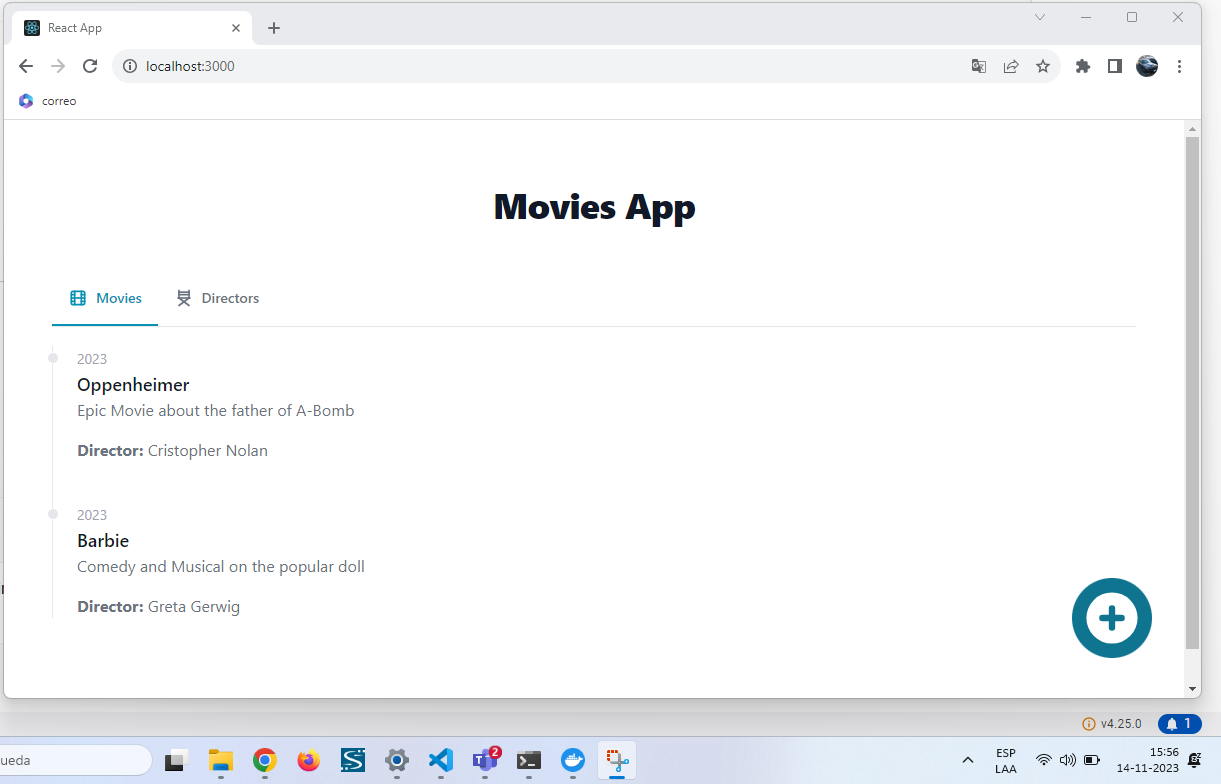 React App
localhost:3000
correo
Movies App
Movies
Directors
2023
Oppenheimer
Epic Movie about the father of A-Bomb
Director: Cristopher Nolan
2023
Barbie
Comedy and Musical on the popular doll
Director: Greta Gerwig
v4.25.0
1
ueda
2
ESP
LAA
15:56
14-11-2023